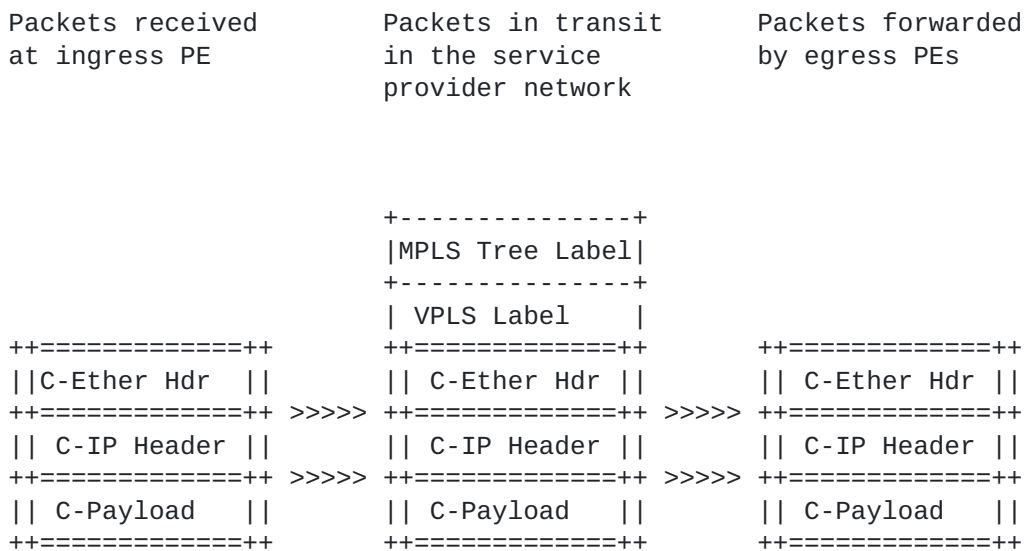 Packets received        Packets in transit      Packets forwarded
at ingress PE           in the service          by egress PEs
                        provider network

                        +---------------+
                        |MPLS Tree Label|
                        +---------------+
                        | VPLS Label    |
++=============++       ++=============++       ++=============++
||C-Ether Hdr  ||       || C-Ether Hdr ||       || C-Ether Hdr ||
++=============++ >>>>> ++=============++ >>>>> ++=============++
|| C-IP Header ||       || C-IP Header ||       || C-IP Header ||
++=============++ >>>>> ++=============++ >>>>> ++=============++
|| C-Payload   ||       || C-Payload   ||       || C-Payload   ||
++=============++       ++=============++       ++=============++